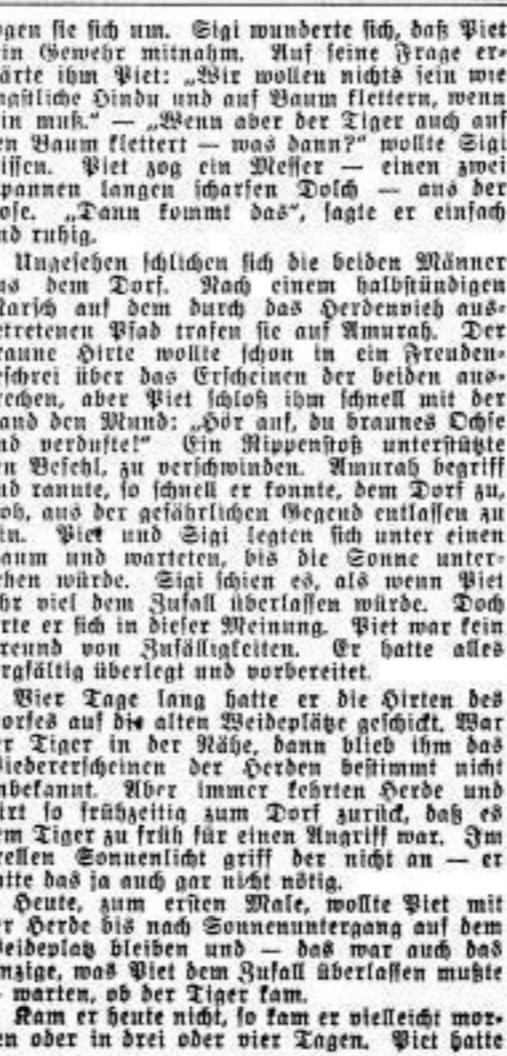 gen sie sich um. Sigi wunderte sich, daß Piet
in Gewehr mitnahm. Auf seine Frage er-
ärte ihm Piet: „Wir wollen nichts sein wie
ngstliche Hindu und auf Baum klettern, wenn
in muß.“ — „Wenn aber der Tiger auch auf
en Baum klettert — was dann?“ wollte Sigi
issen. Piet zog ein Messer — einen zwei
pannen langen scharfen Dolch — aus der
ose. „Dann kommt das“, sagte er einfach
nd ruhig.
Ungesehen schlichen sich die beiden Männer
us dem Dorf. Nach einem halbstündigen
arsch auf dem durch das Herdenvieh aus-
etretenen Pfad trafen sie auf Amurah. Der
raune Hirte wollte schon in ein Freuden-
eschrei über das Erscheinen der beiden aus-
rechen, aber Piet schloß ihm schnell mit der
and den Mund: „Hör auf, du braunes Ochse
nd verdufte!“ Ein Rippenstoß unterstützte
en Befehl, zu verschwinden. Amurah begriff
nd rannte, so schnell er konnte, dem Dorf zu,
oh, aus der gefährlichen Gegend entlassen zu
in. Piet und Sigi legten sich unter einen
aum und warteten, bis die Sonne unter-
ehen würde. Sigi schien es, als wenn Piet
hr viel dem Zufall überlassen würde. Doch
rte er sich in dieser Meinung. Piet war kein
reund von Zufälligkeiten. Er hatte alles
rgfältig überlegt und vorbereitet.
Vier Tage lang hatte er die Hirten des
orfes auf die alten Weideplätze geschickt. War
er Tiger in der Nähe, dann blieb ihm das
iedererscheinen der Herden bestimmt nicht
nbekannt. Aber immer kehrten Herde und
irt so frühzeitig zum Dorf zurück, daß es
em Tiger zu früh für einen Angriff war. Im
rellen Sonnenlicht griff der nicht an — er
atte das ja auch gar nicht nötig.
Heute, zum ersten Male, wollte Piet mit
er Herde bis nach Sonnenuntergang auf dem
eideplatz bleiben und — das war auch das
nzige, was Piet dem Zufall überlassen mußte
- warten, ob der Tiger kam.
Kam er heute nicht, so kam er vielleicht mor-
en oder in drei oder vier Tagen. Piet hatte